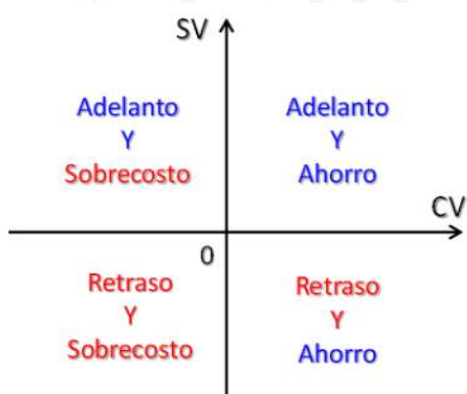 SV
Adelanto
Y
Sobrecosto
Adelanto
Y
Ahorro
CV
0
Retraso
Y
Sobrecosto
Retraso
Y
Ahorro